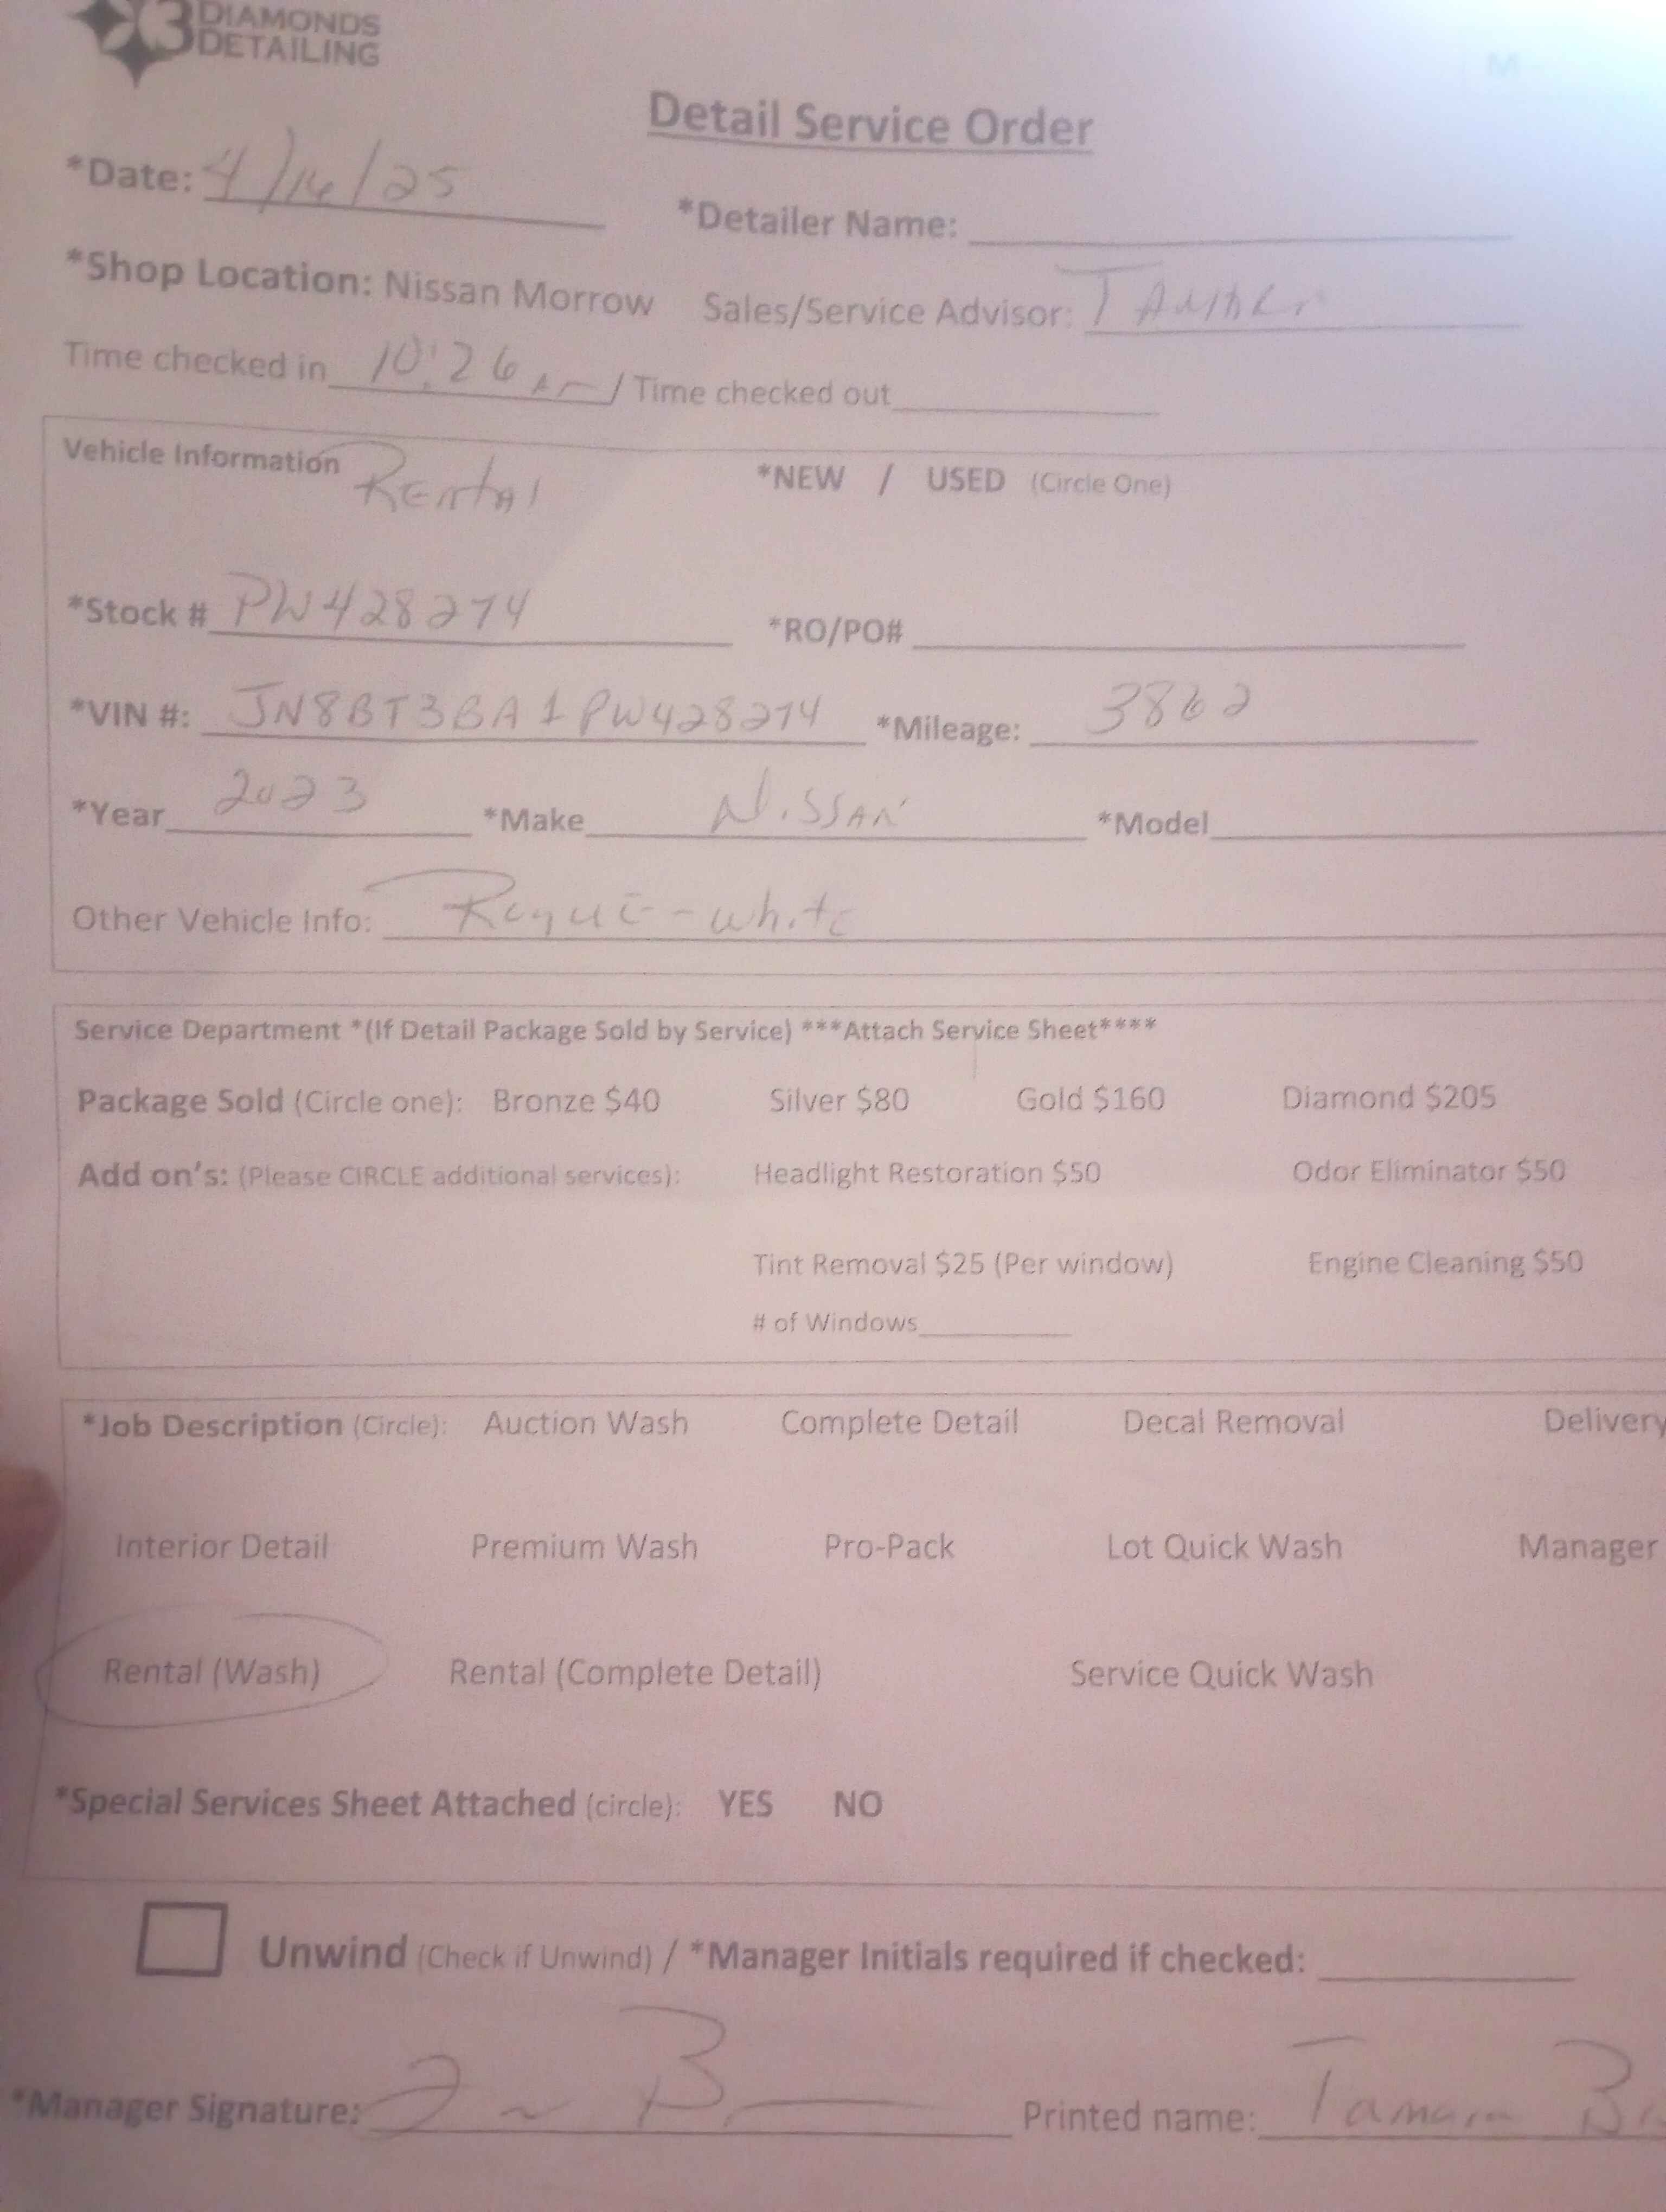 3 DIAMONDS
DETAILING
Detail Service Order
*Date: 4/16/25
*Detailer Name:
*Shop Location: Nissan Morrow Sales/Service Advisor:
Time checked in 10:26 am / Time checked out
Vehicle Information Rental *NEW / USED (Circle One)
*Stock # PW428274 *RO/PO#
*VIN #: JN8BT3BA1PW428274 *Mileage: 3862
*Year 2023 *Make Nissan *Model
Other Vehicle Info: Rogue - white
Service Department *(If Detail Package Sold by Service) ***Attach Service Sheet****
Package Sold (Circle one): Bronze $40 Silver $80 Gold $160 Diamond $205
Add on's: (Please CIRCLE additional services): Headlight Restoration $50 Odor Eliminator $50
Tint Removal $25 (Per window) Engine Cleaning $50
# of Windows
*Job Description (Circle): Auction Wash Complete Detail Decal Removal Delivery
Interior Detail Premium Wash Pro-Pack Lot Quick Wash Manager
Rental (Wash) Rental (Complete Detail) Service Quick Wash
*Special Services Sheet Attached (circle): YES NO
Unwind (Check if Unwind) / *Manager Initials required if checked:
*Manager Signature: Printed name: Tamara